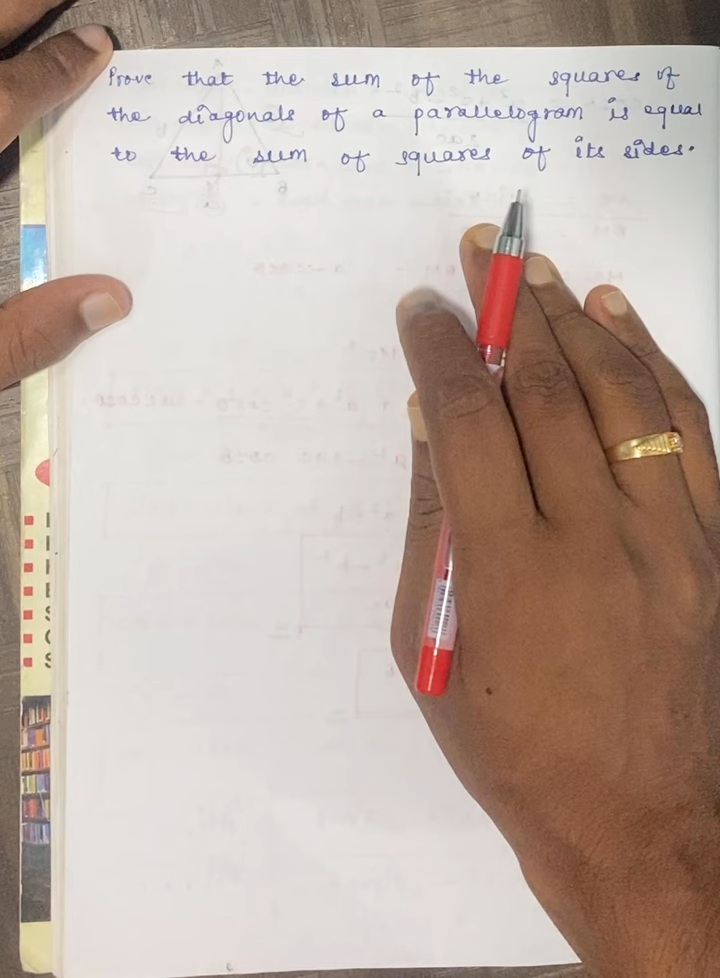 Prove that the sum of the squares of
the diagonals of a parallelogram is equal
to the sum of squares of its sides.